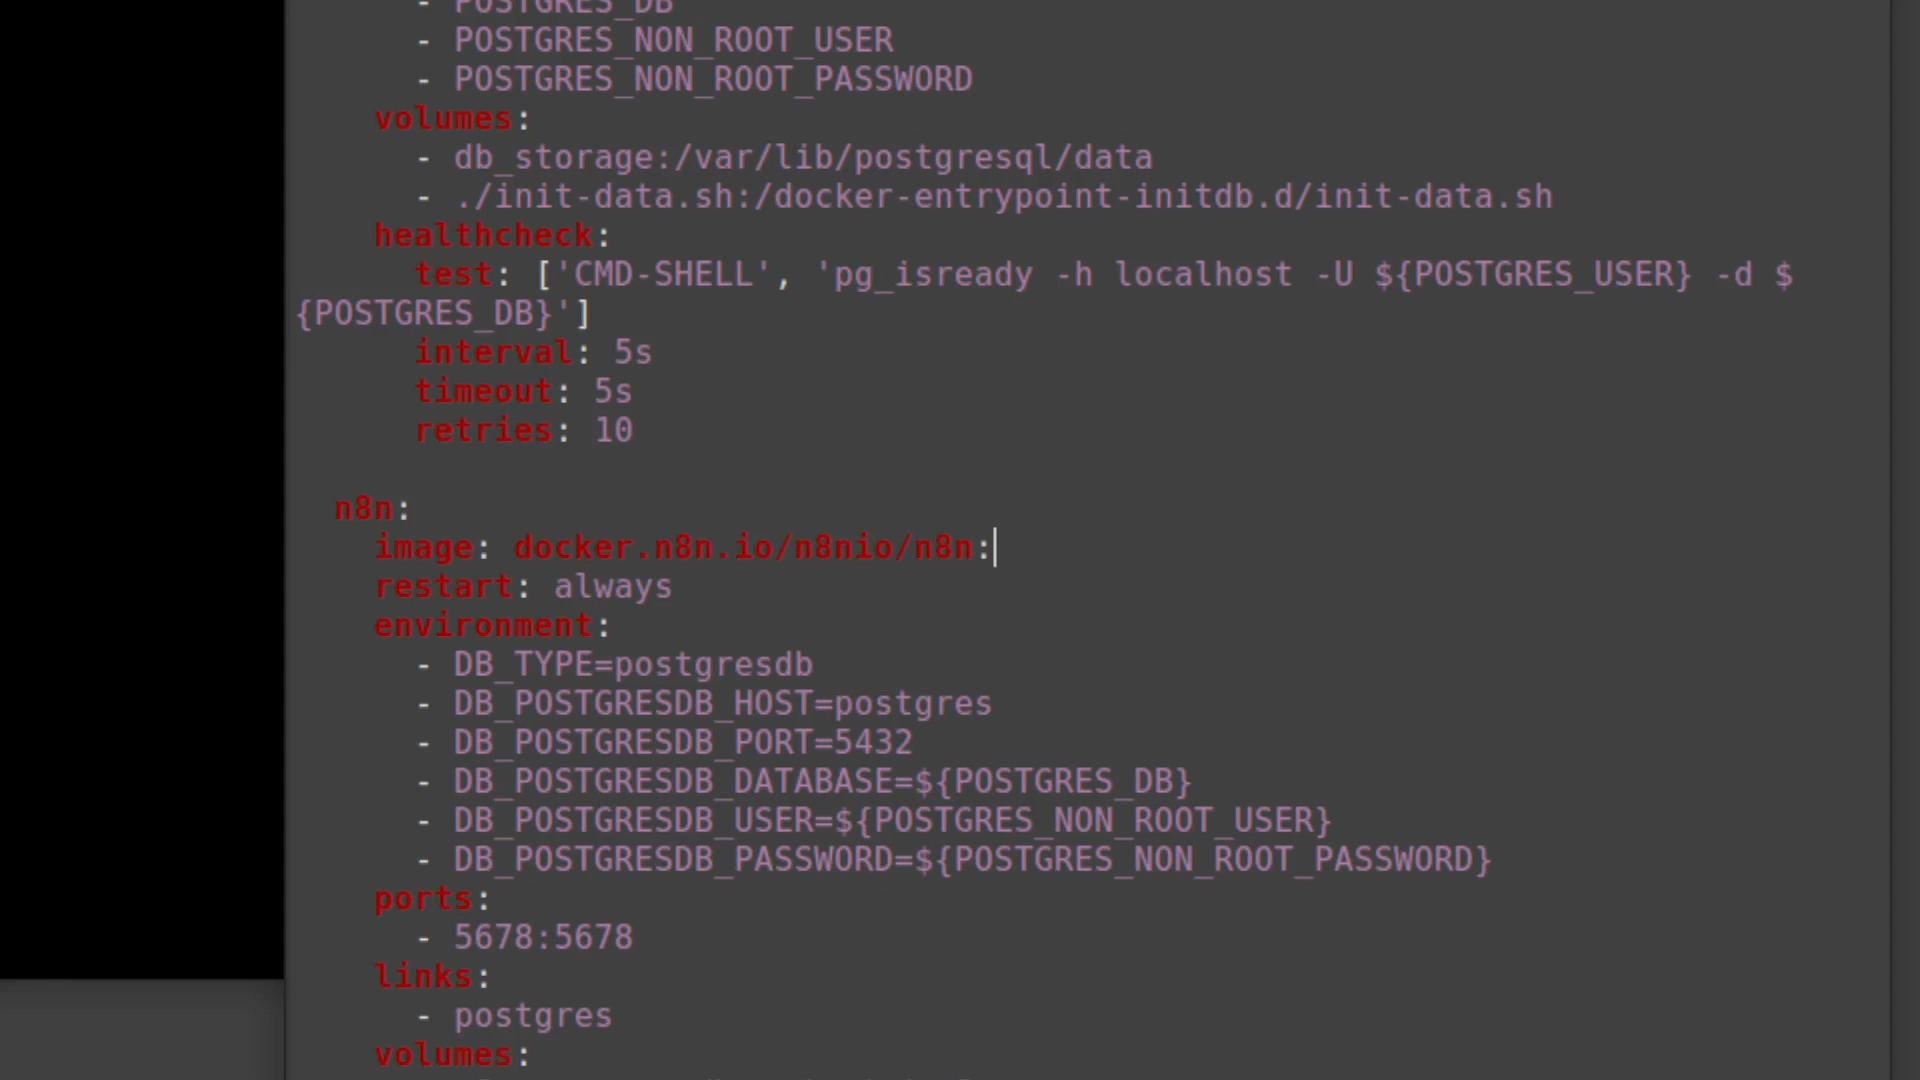 - POSTGRES_DB
- POSTGRES_NON_ROOT_USER
- POSTGRES_NON_ROOT_PASSWORD
volumes:
- db_storage:/var/lib/postgresql/data
- ./init-data.sh:/docker-entrypoint-initdb.d/init-data.sh
healthcheck:
test: ['CMD-SHELL', 'pg_isready -h localhost -U ${POSTGRES_USER} -d $
{POSTGRES_DB}']
interval: 5s
timeout: 5s
retries: 10
n8n:
image: docker.n8n.io/n8nio/n8n:
restart: always
environment:
- DB_TYPE=postgresdb
- DB_POSTGRESDB_HOST=postgres
- DB_POSTGRESDB_PORT=5432
- DB_POSTGRESDB_DATABASE=${POSTGRES_DB}
- DB_POSTGRESDB_USER=${POSTGRES_NON_ROOT_USER}
- DB_POSTGRESDB_PASSWORD=${POSTGRES_NON_ROOT_PASSWORD}
ports:
- 5678:5678
links:
- postgres
volumes: